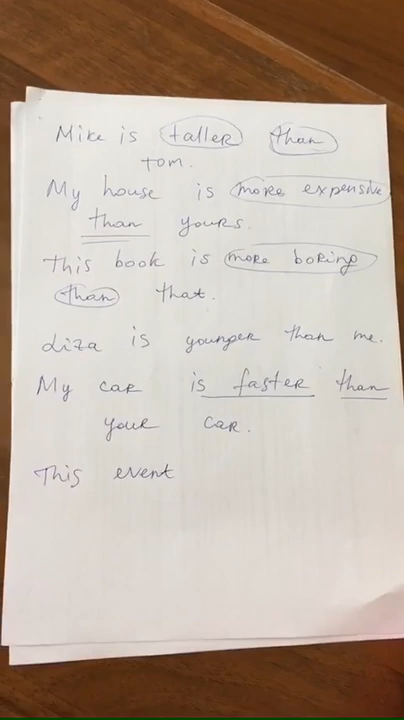 Mike is taller than
Tom.
My house is more expensive
than yours.
This book is more boring
than that.
Liza is younger than me.
My car is faster than
your car.
This event